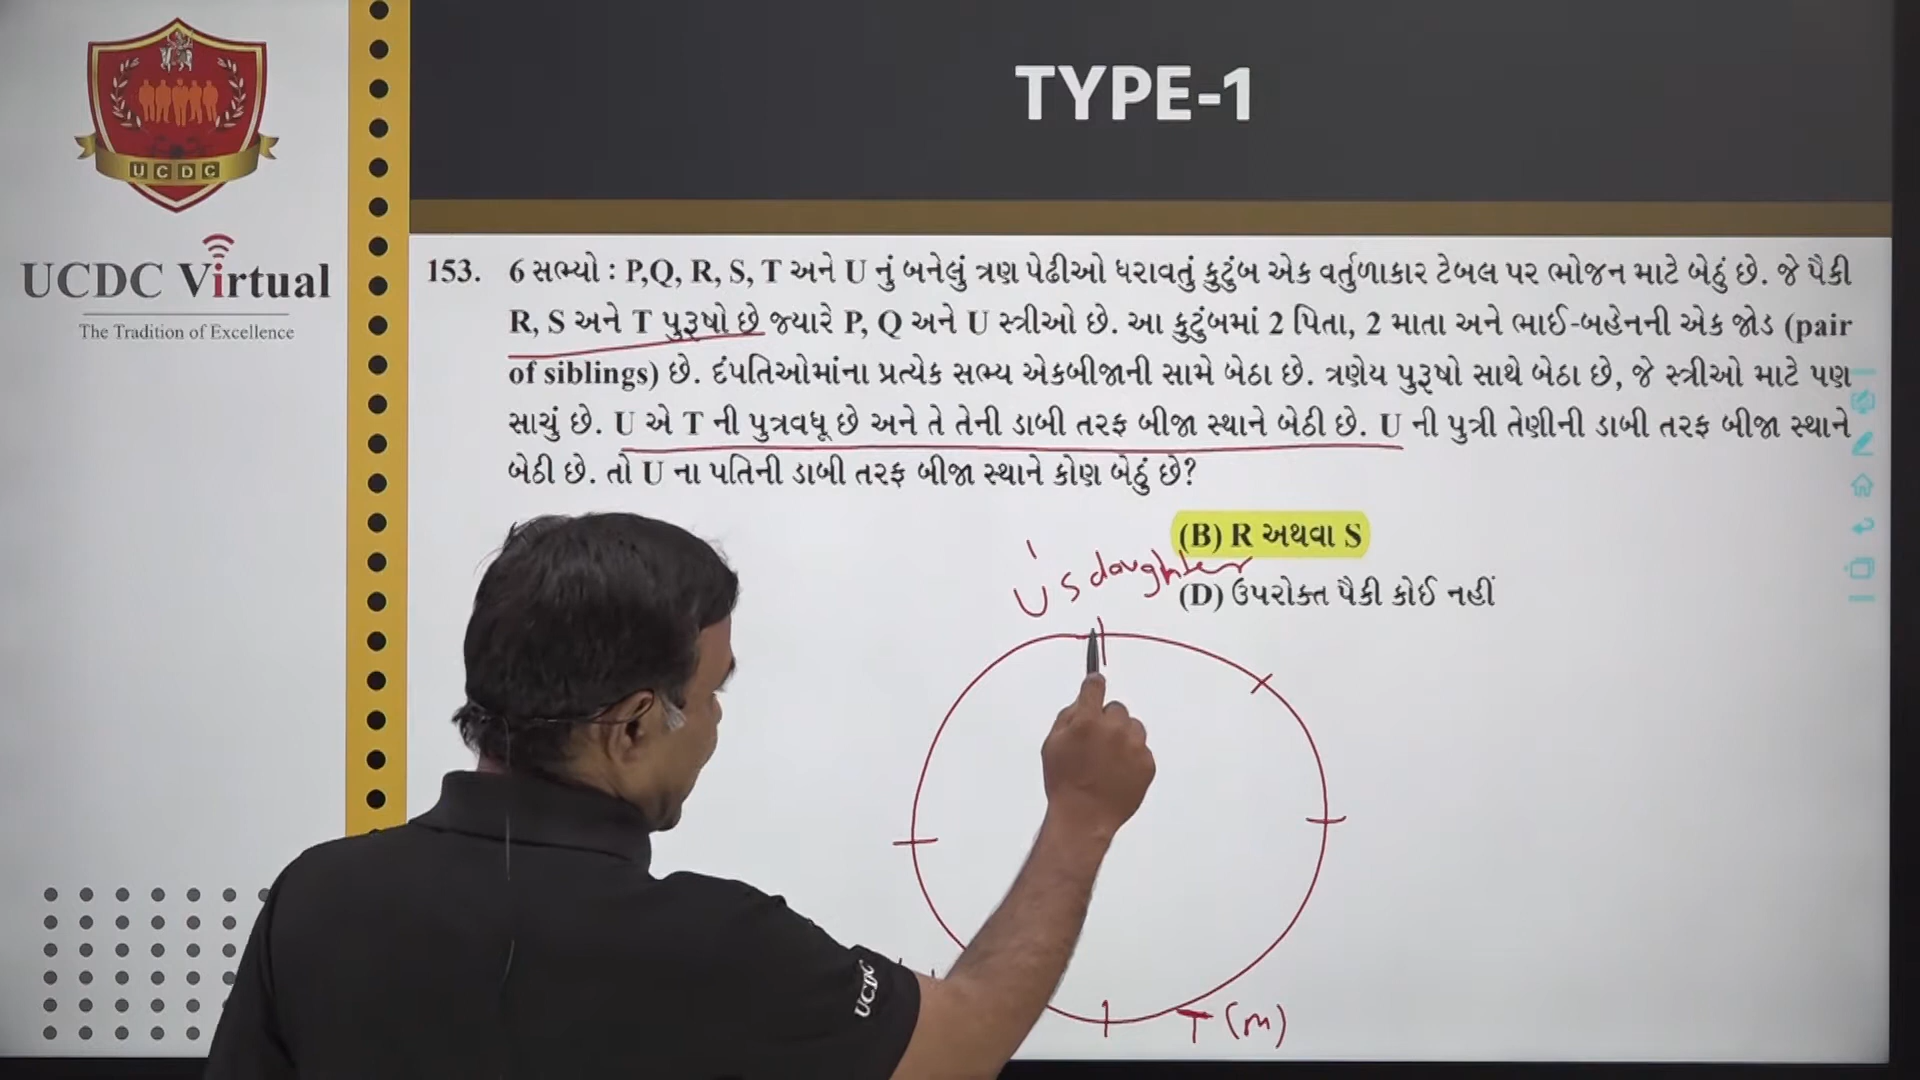 TYPE-1
UCDC
UCDC Virtual
The Tradition of Excellence
153. 6 સભ્યો : P,Q, R, S, T અને U નું બનેલું ત્રણ પેઢીઓ ધરાવતું કુટુંબ એક વર્તુળાકાર ટેબલ પર ભોજન માટે બેઠું છે. જે પૈકી
R, S અને T પુરૂષો છે જ્યારે P, Q અને U સ્ત્રીઓ છે. આ કુટુંબમાં 2 પિતા, 2 માતા અને ભાઈ-બહેનની એક જોડ (pair
of siblings) છે. દંપતિઓમાંના પ્રત્યેક સભ્ય એકબીજાની સામે બેઠા છે. ત્રણેય પુરૂષો સાથે બેઠા છે, જે સ્ત્રીઓ માટે પણ
સાચું છે. U એ T ની પુત્રવધૂ છે અને તે તેની ડાબી તરફ બીજા સ્થાને બેઠી છે. U ની પુત્રી તેણીની ડાબી તરફ બીજા સ્થાને
બેઠી છે. તો U ના પતિની ડાબી તરફ બીજા સ્થાને કોણ બેઠું છે?
(B) R અથવા S
U's daughter
(D) ઉપરોક્ત પૈકી કોઈ નહીં
T (m)
UCDC